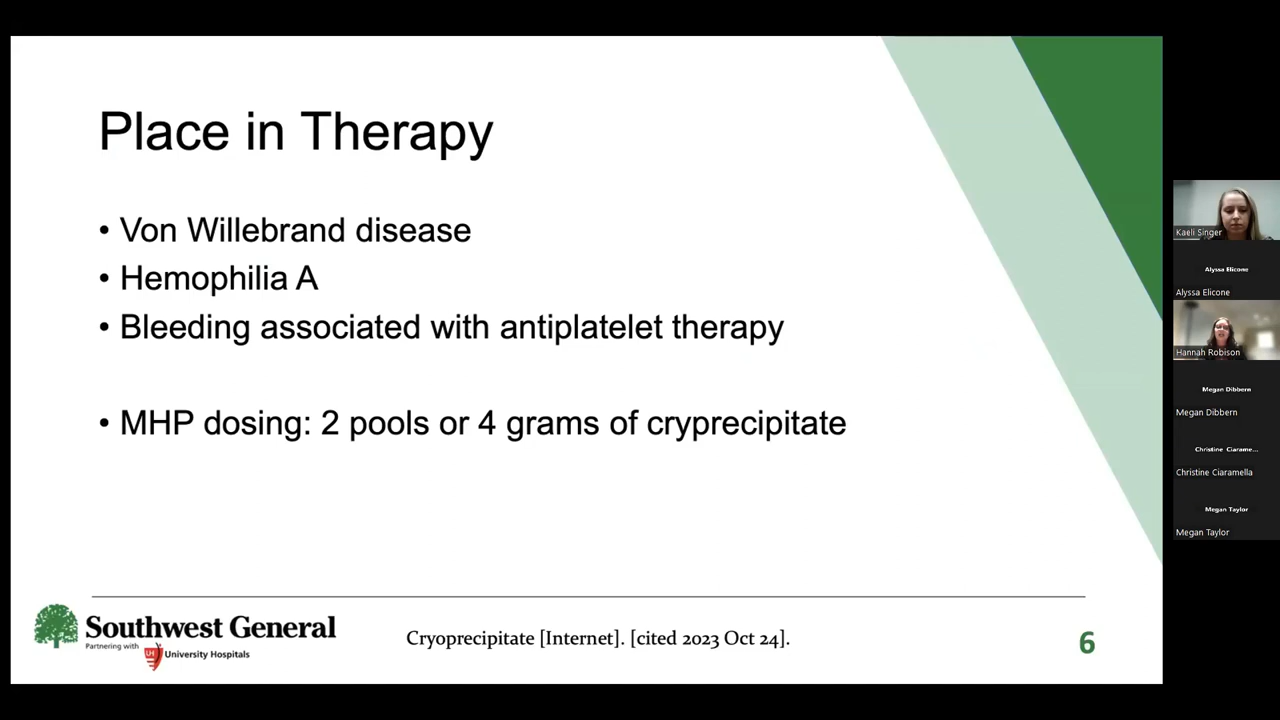 Place in Therapy
• Von Willebrand disease
• Hemophilia A
• Bleeding associated with antiplatelet therapy
• MHP dosing: 2 pools or 4 grams of cryprecipitate
Southwest General
Partnering with
UH University Hospitals
Cryoprecipitate [Internet]. [cited 2023 Oct 24].
6
Kaeli Singer
Alyssa Elicone
Alyssa Elicone
Hannah Robison
Megan Dibbern
Megan Dibbern
Christine Ciarame...
Christine Ciaramella
Megan Taylor
Megan Taylor